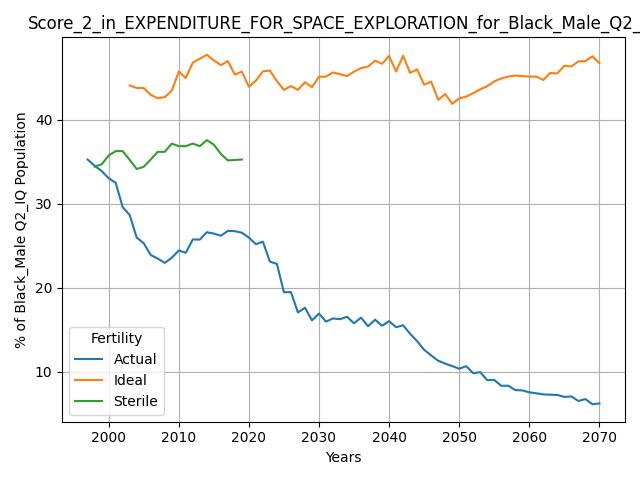 Score_2_in_EXPENDITURE_FOR_SPACE_EXPLORATION_for_Black_Male_Q2_
% of Black_Male Q2_IQ Population
40
30
20
10
Fertility
Actual
Ideal
Sterile
2000 2010 2020 2030 2040 2050 2060 2070
Years